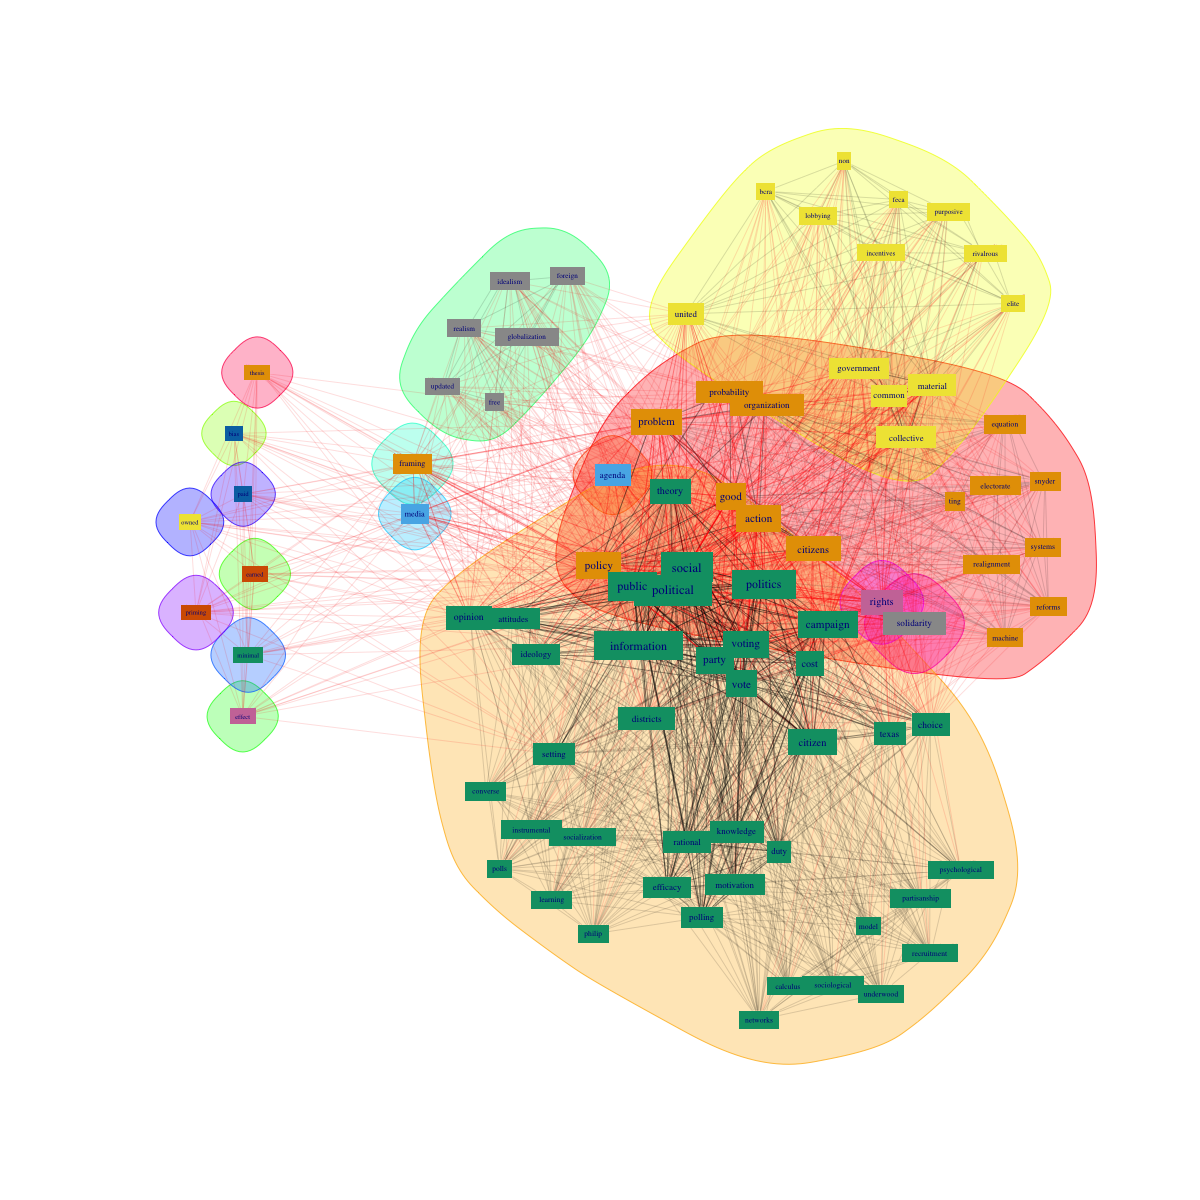 non
bcra
feca
lobbying
purposive
incentives
rivalrous
foreign
idealism
elite
united
realism
globalization
government
thesis
updated
material
probability
common
free
organization
problem
equation
bias
collective
framing
agenda
snyder
electorate
theory
paid
good
ting
media
action
owned
systems
citizens
realignment
policy
social
earned
politics
public
political
rights
reforms
priming
opinion
attitudes
solidarity
campaign
machine
voting
information
ideology
minimal
party
cost
vote
effect
districts
choice
texas
citizen
setting
converse
instrumental
knowledge
socialization
rational
duty
polls
psychological
motivation
efficacy
learning
partisanship
polling
model
philip
recruitment
calculus
sociological
underwood
networks